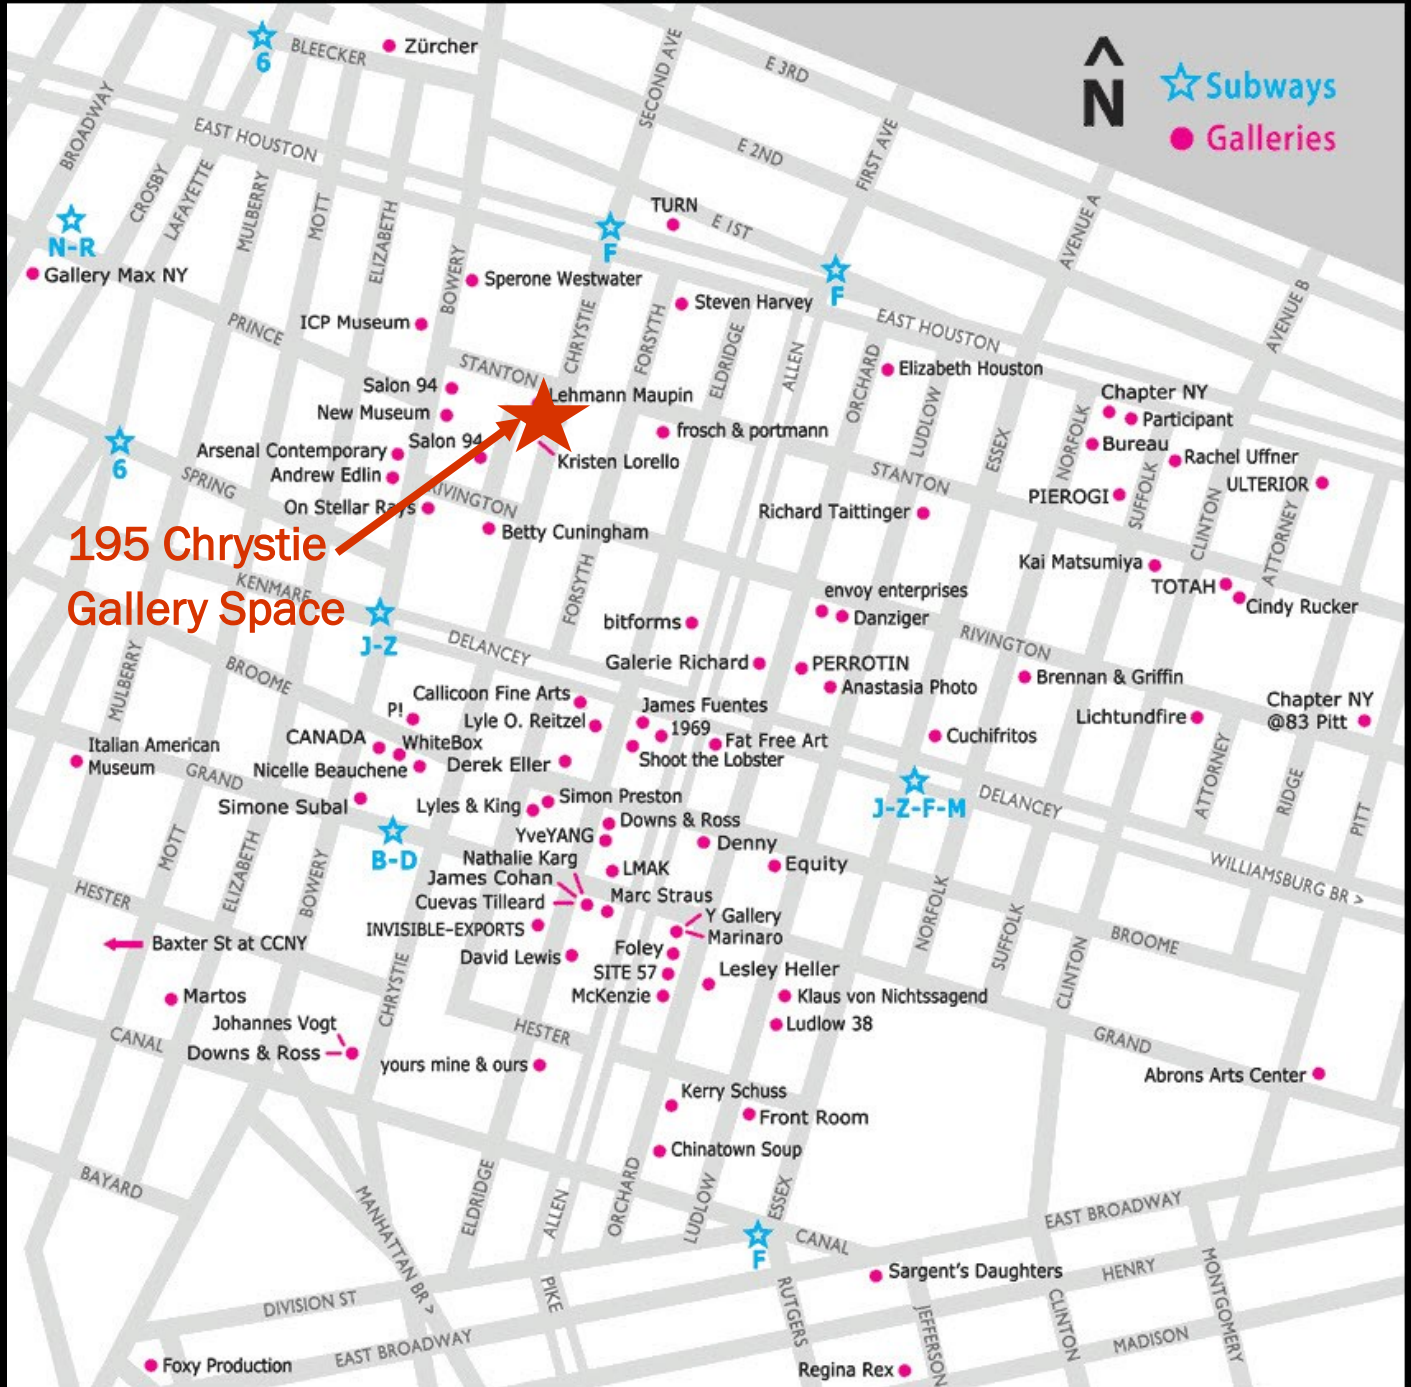 6
BLEECKER
Zürcher
SECOND AVE
E 3RD
N
Subways
Galleries
BROADWAY
EAST HOUSTON
E 2ND
FIRST AVE
CROSBY
LAFAYETTE
MULBERRY
MOTT
ELIZABETH
TURN
E 1ST
AVENUE A
N-R
F
F
Gallery Max NY
BOWERY
Sperone Westwater
CHRYSTIE
FORSYTH
Steven Harvey
AVENUE B
PRINCE
ICP Museum
ELDRIDGE
ALLEN
EAST HOUSTON
STANTON
ORCHARD
Elizabeth Houston
Salon 94
Lehmann Maupin
LUDLOW
Chapter NY
New Museum
NORFOLK
Participant
frosch & portmann
Arsenal Contemporary
Salon 94
ESSEX
Bureau
Kristen Lorello
Rachel Uffner
6
SPRING
Andrew Edlin
STANTON
ULTERIOR
RIVINGTON
PIEROGI
SUFFOLK
On Stellar Rays
Richard Taittinger
CLINTON
ATTORNEY
195 Chrystie
Gallery Space
Betty Cuningham
Kai Matsumiya
KENMARE
FORSYTH
TOTAH
envoy enterprises
Cindy Rucker
bitforms
Danziger
J-Z
DELANCEY
RIVINGTON
MULBERRY
BROOME
Galerie Richard
PERROTIN
Brennan & Griffin
Callicoon Fine Arts
Anastasia Photo
P!
Lyle O. Reitzel
James Fuentes
Chapter NY
@83 Pitt
1969
Lichtundfire
CANADA
WhiteBox
Fat Free Art
Cuchifritos
Italian American
Museum
Nicelle Beauchene
Derek Eller
Shoot the Lobster
GRAND
ATTORNEY
RIDGE
PITT
Simone Subal
Lyles & King
Simon Preston
J-Z-F-M
DELANCEY
Downs & Ross
YveYANG
Denny
MOTT
ELIZABETH
BOWERY
B-D
Nathalie Karg
LMAK
Equity
WILLIAMSBURG BR >
James Cohan
HESTER
Cuevas Tilleard
Marc Straus
NORFOLK
INVISIBLE-EXPORTS
Y Gallery
SUFFOLK
BROOME
Baxter St at CCNY
Marinaro
David Lewis
Foley
CLINTON
CHRYSTIE
SITE 57
Lesley Heller
Martos
McKenzie
Klaus von Nichtssagend
Johannes Vogt
Ludlow 38
CANAL
HESTER
GRAND
Downs & Ross
yours mine & ours
Abrons Arts Center
Kerry Schuss
Front Room
Chinatown Soup
BAYARD
MANHATTAN BR >
ELDRIDGE
ALLEN
ORCHARD
LUDLOW
ESSEX
EAST BROADWAY
F
CANAL
Sargent's Daughters
HENRY
MONTGOMERY
DIVISION ST
PIKE
RUTGERS
JEFFERSON
CLINTON
EAST BROADWAY
MADISON
Foxy Production
Regina Rex